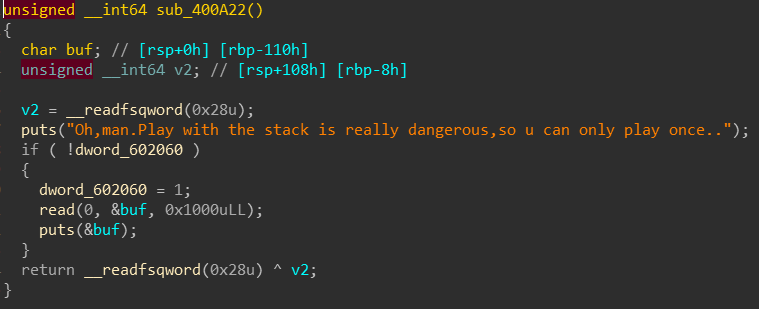 unsigned __int64 sub_400A22()
{
  char buf; // [rsp+0h] [rbp-110h]
  unsigned __int64 v2; // [rsp+108h] [rbp-8h]

  v2 = __readfsqword(0x28u);
  puts("Oh,man.Play with the stack is really dangerous,so u can only play once..");
  if ( !dword_602060 )
  {
    dword_602060 = 1;
    read(0, &buf, 0x1000uLL);
    puts(&buf);
  }
  return __readfsqword(0x28u) ^ v2;
}